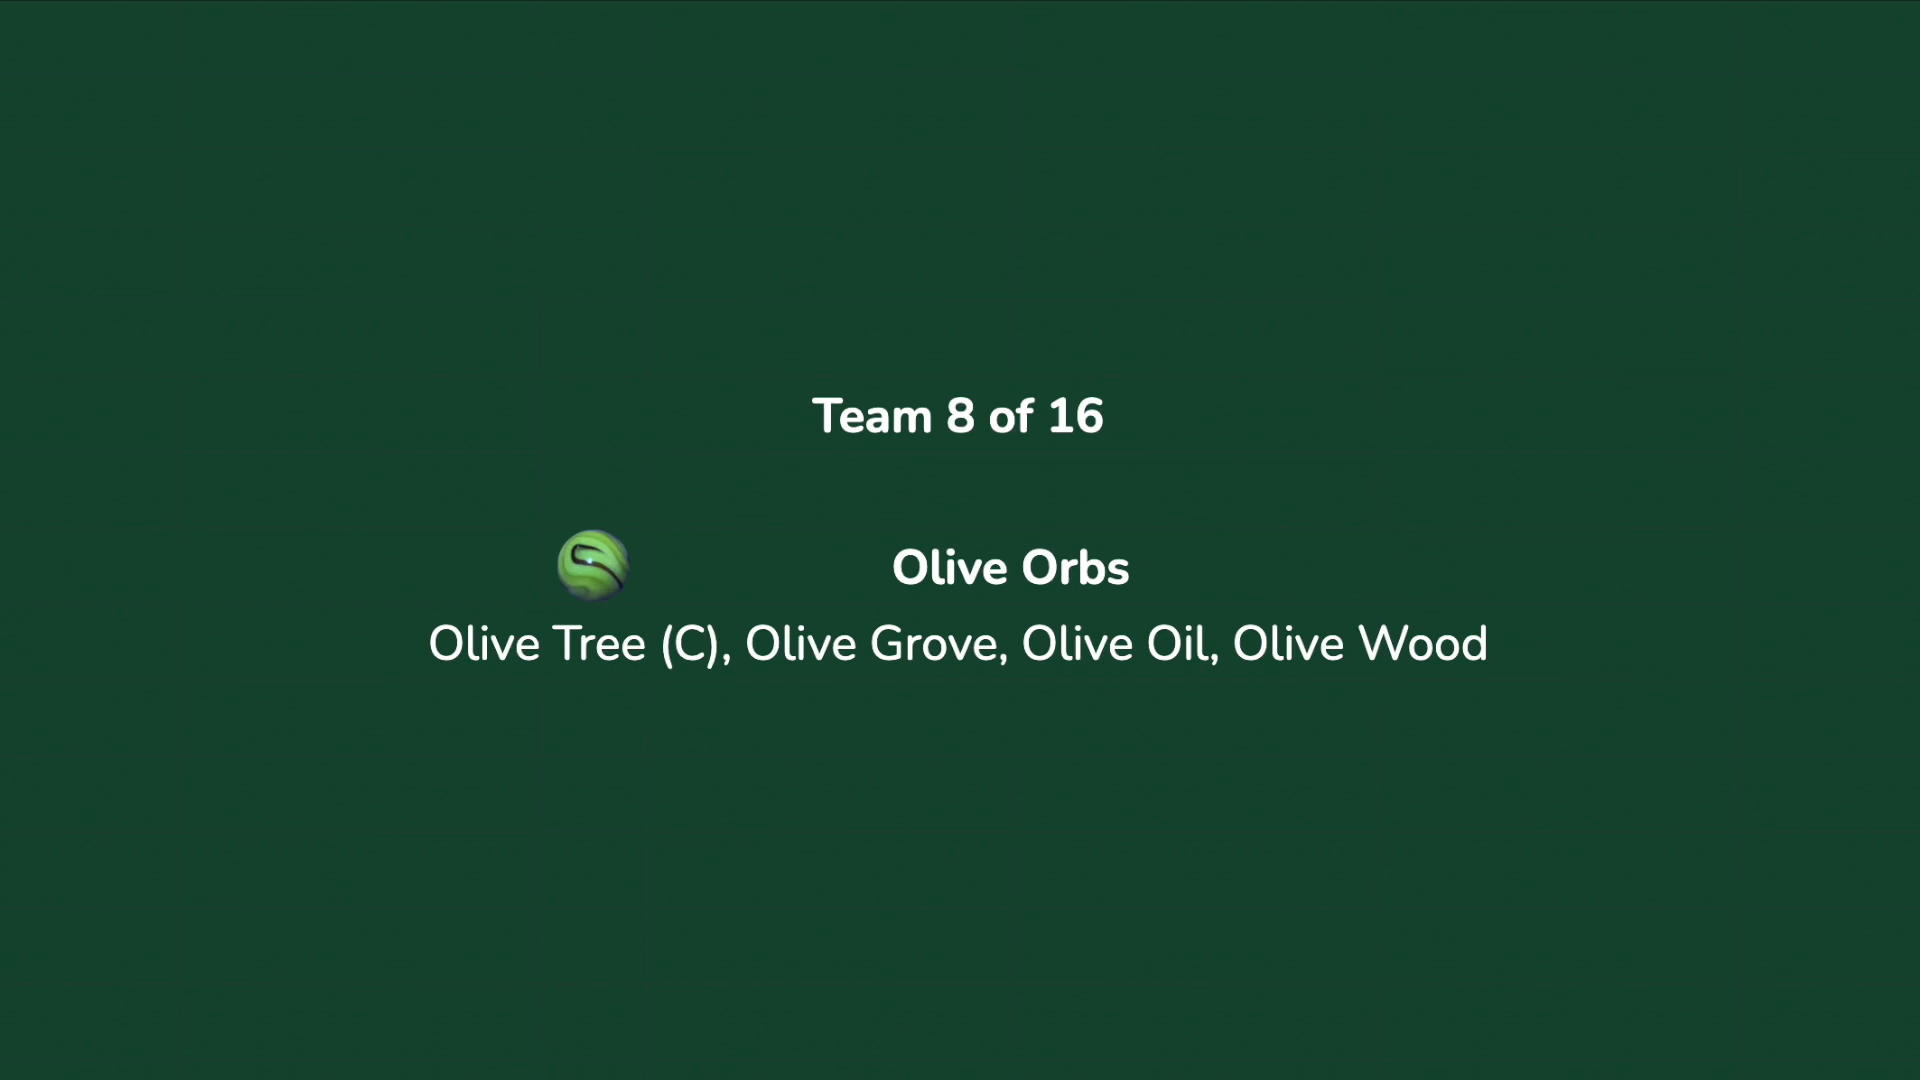 Team 8 of 16
Olive Orbs
Olive Tree (C), Olive Grove, Olive Oil, Olive Wood